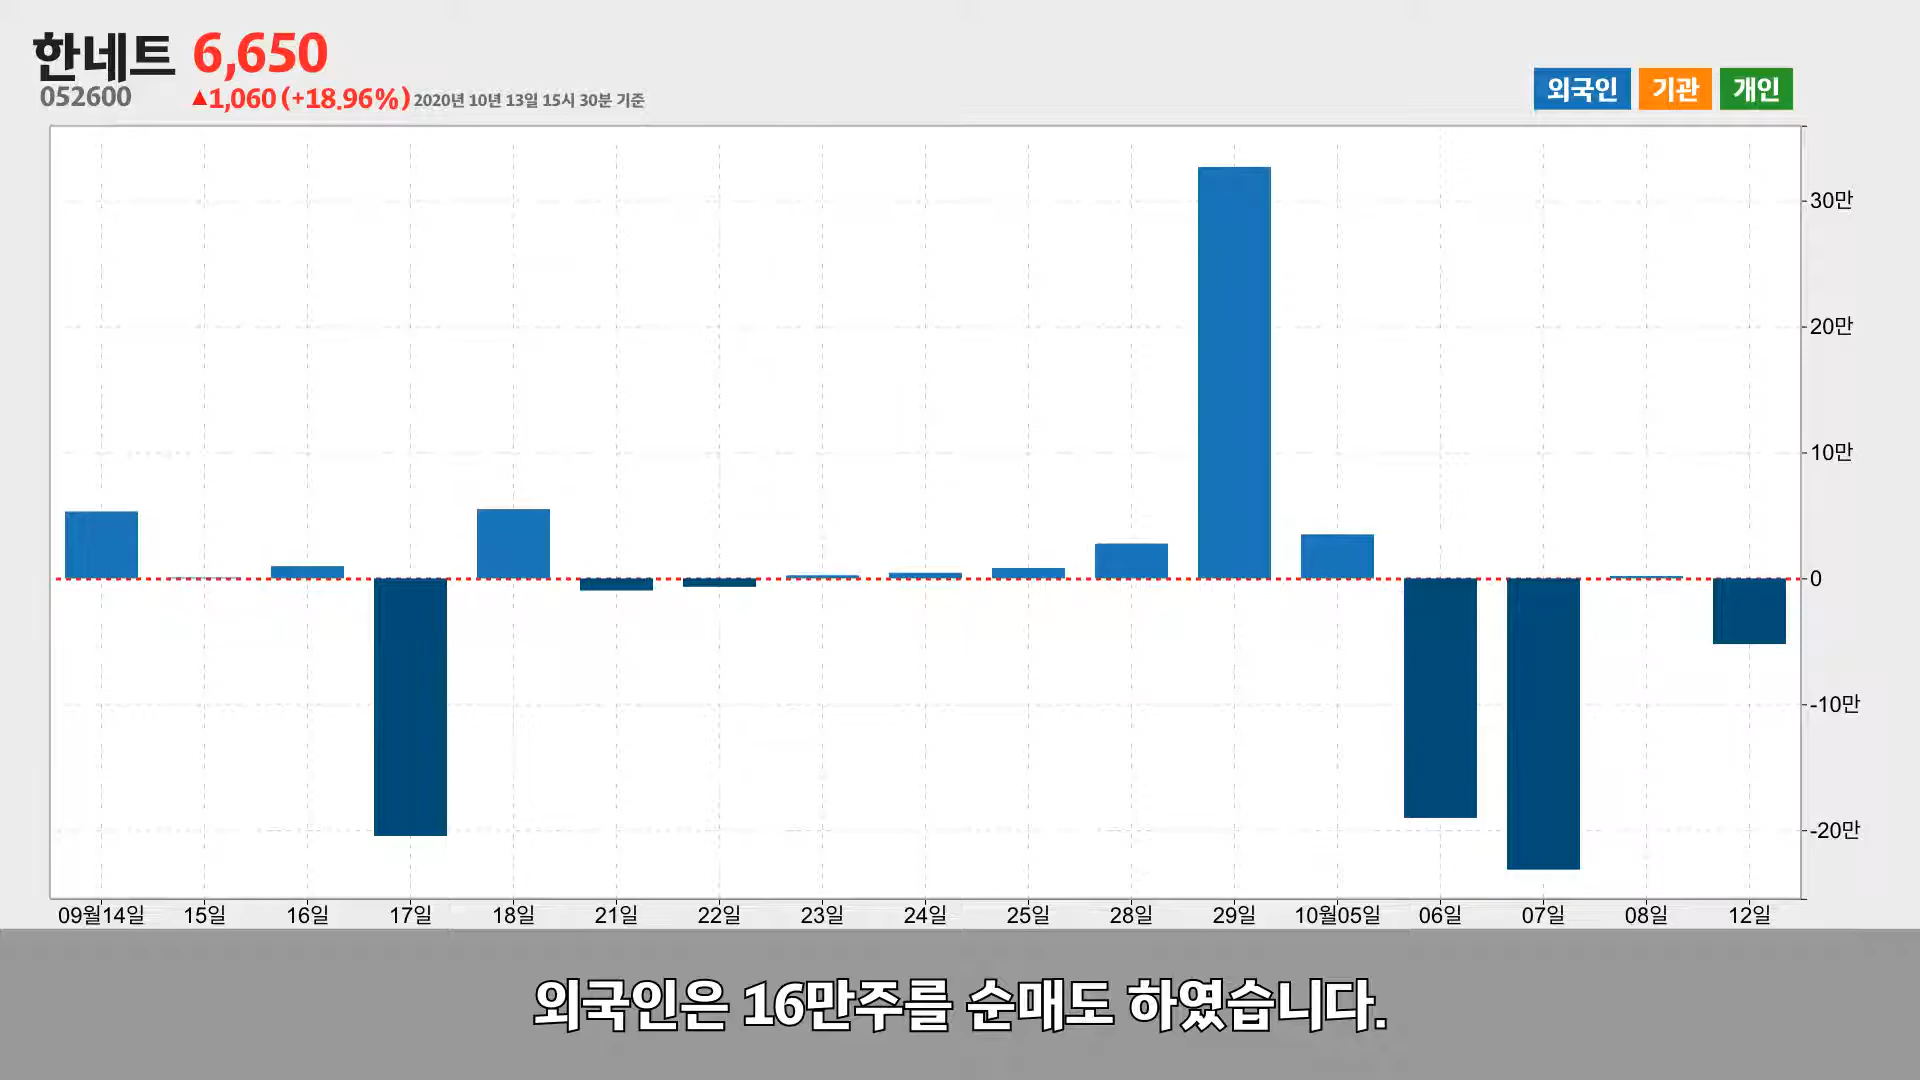 한네트 6,650
052600
▲1,060 (+18.96%) 2020년 10년 13일 15시 30분 기준
외국인 기관 개인
30만
20만
10만
0
-10만
-20만
09월14일 15일 16일 17일 18일 21일 22일 23일 24일 25일 28일 29일 10월05일 06일 07일 08일 12일
외국인은 16만주를 순매도 하였습니다.